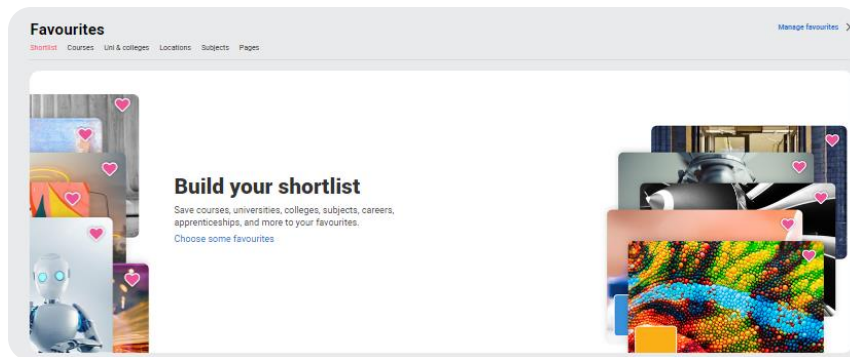 Favourites
Manage favourites
Shortlist Courses Uni & colleges Locations Subjects Pages
Build your shortlist
Save courses, universities, colleges, subjects, careers,
apprenticeships, and more to your favourites.
Choose some favourites